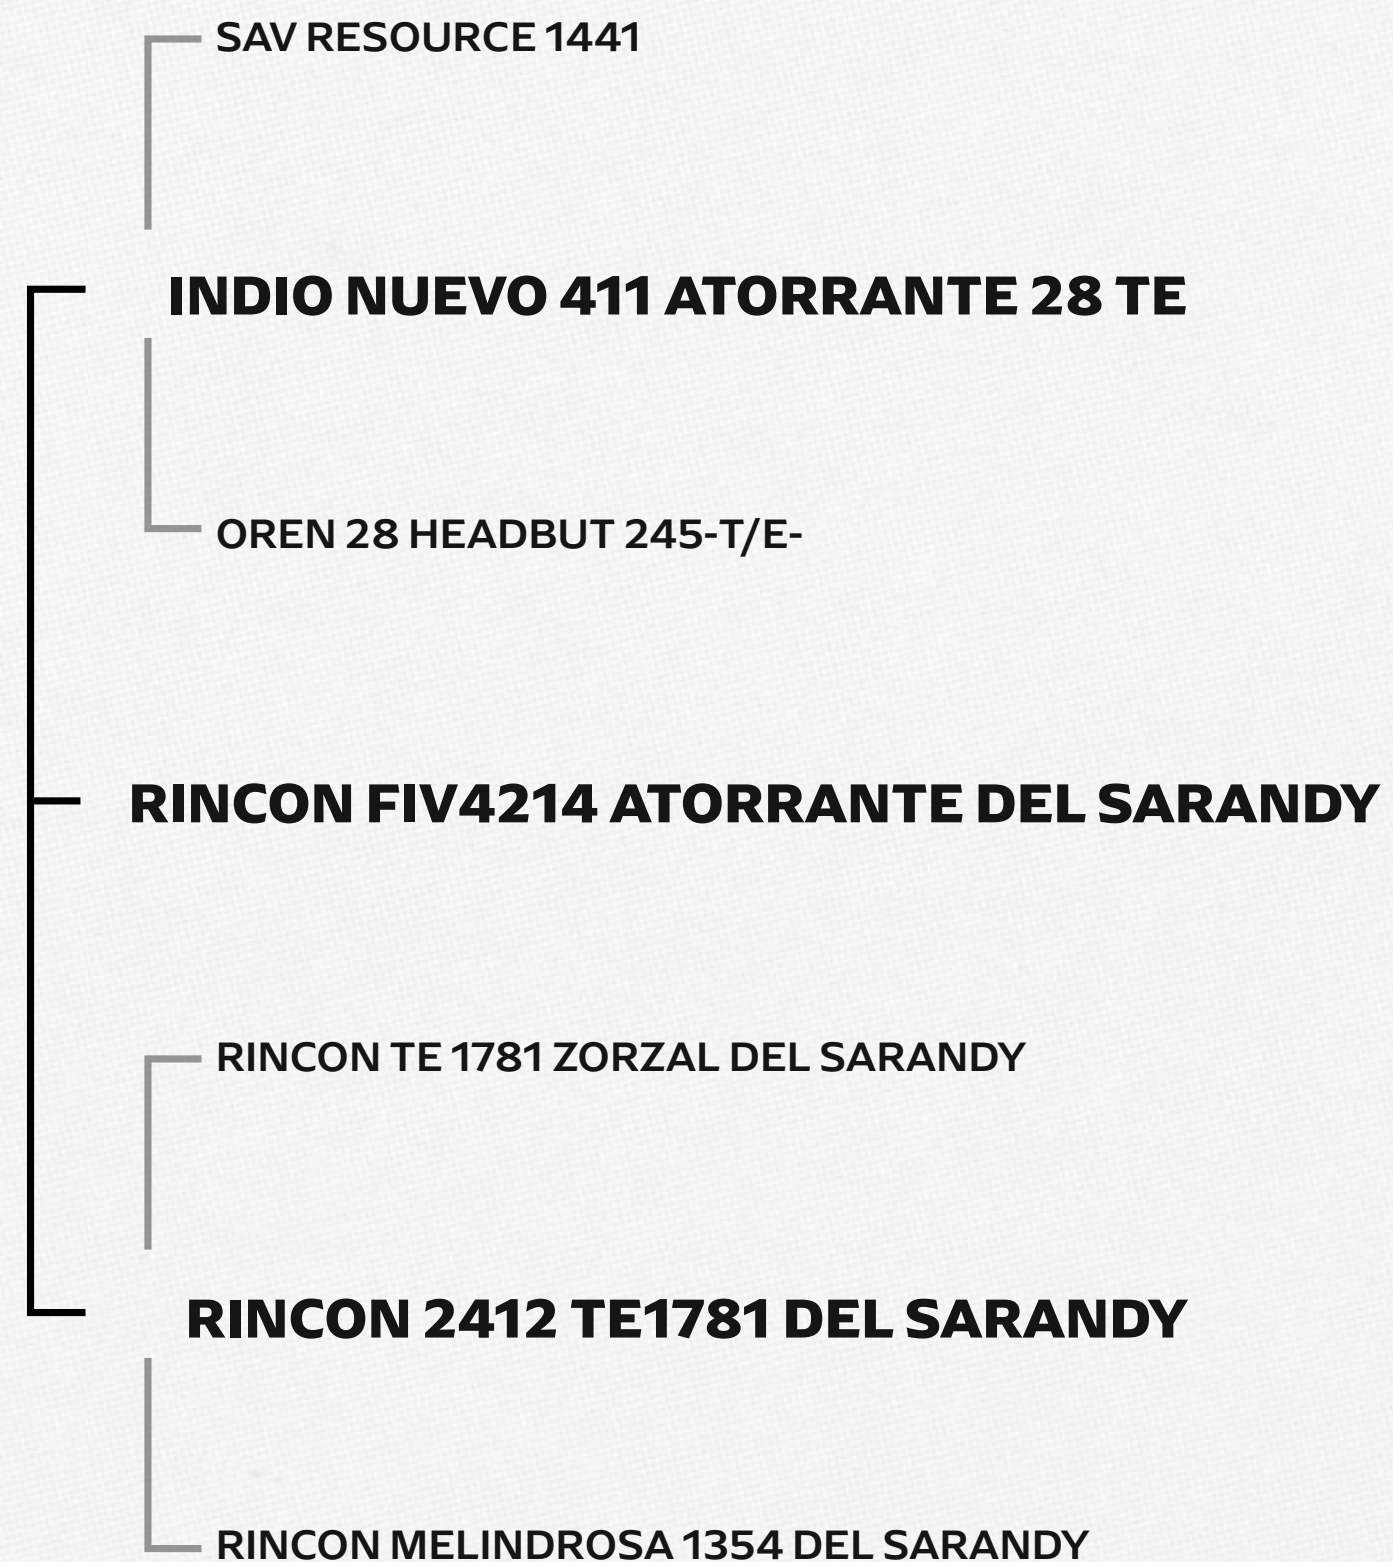 SAV RESOURCE 1441
INDIO NUEVO 411 ATORRANTE 28 TE
OREN 28 HEADBUT 245-T/E-
RINCON FIV4214 ATORRANTE DEL SARANDY
RINCON TE 1781 ZORZAL DEL SARANDY
RINCON 2412 TE1781 DEL SARANDY
RINCON MELINDROSA 1354 DEL SARANDY